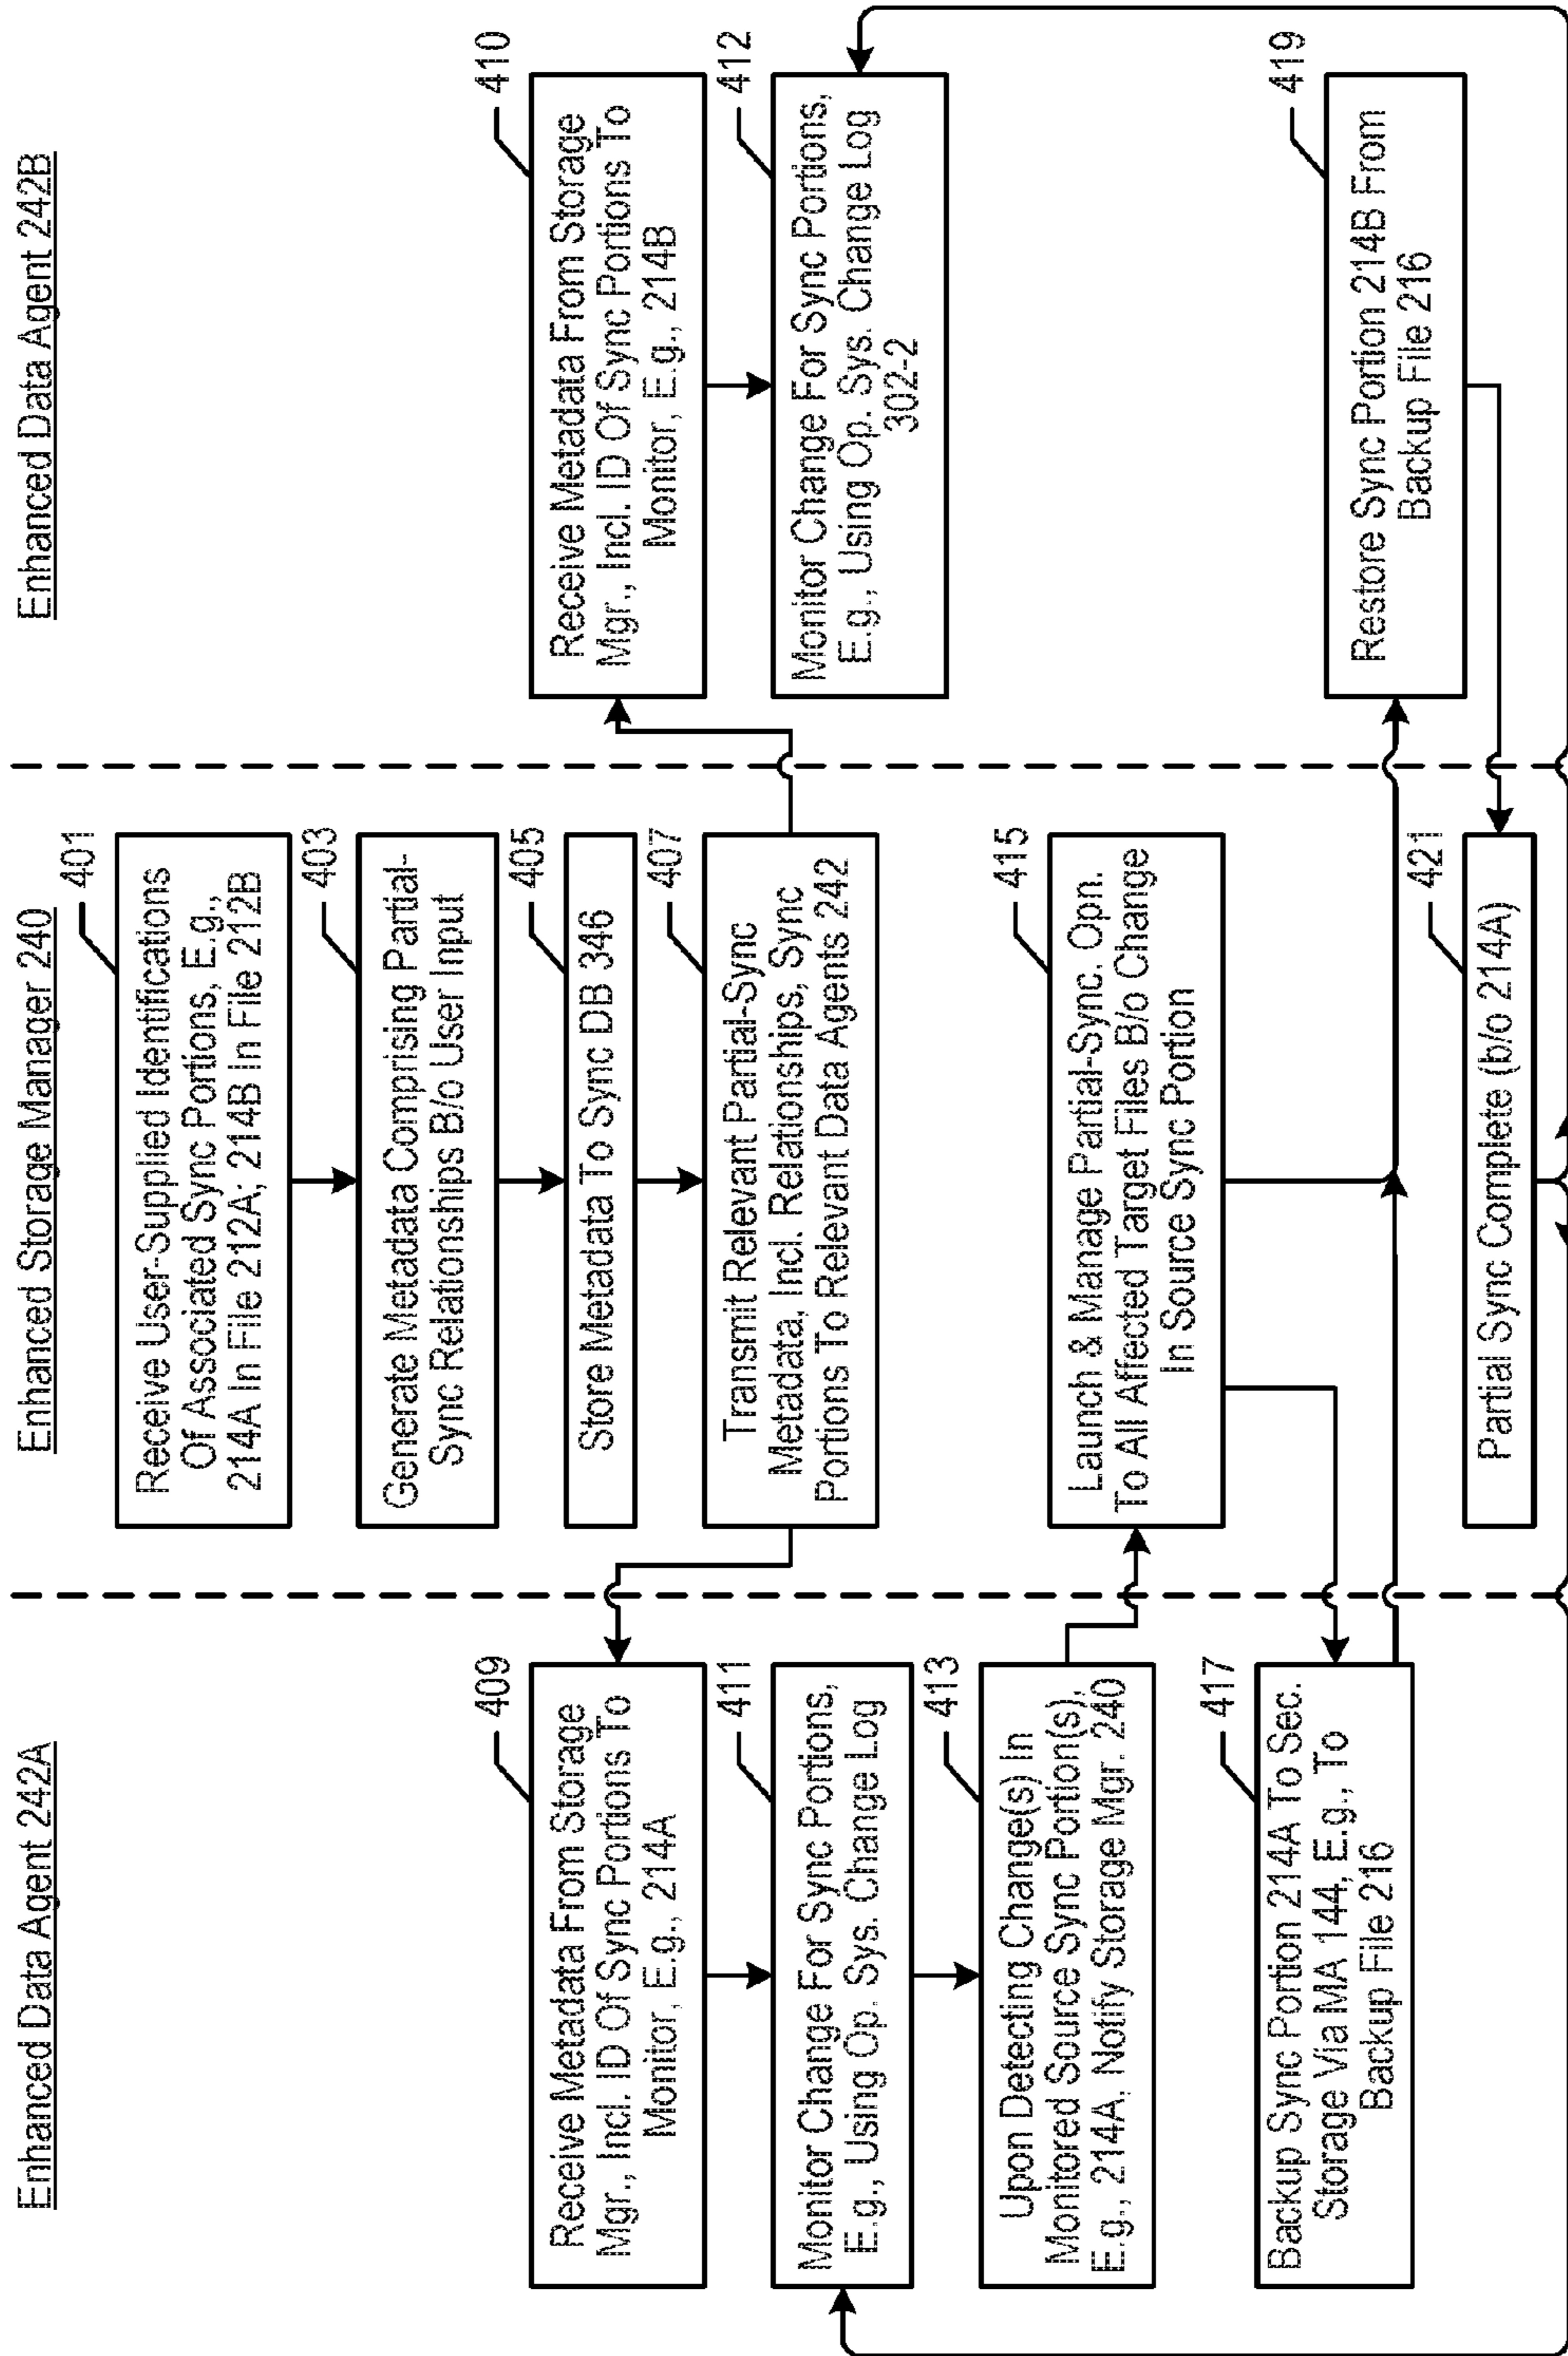 Enhanced Data Agent 242A
Enhanced Storage Manager 240
Enhanced Data Agent 242B
401
Receive User-Supplied Identifications
Of Associated Sync Portions, E.g.,
214A In File 212A; 214B In File 212B
403
Generate Metadata Comprising Partial-
Sync Relationships B/o User Input
405
Store Metadata To Sync DB 346
407
Transmit Relevant Partial-Sync
Metadata, Incl. Relationships, Sync
Portions To Relevant Data Agents 242
409
Receive Metadata From Storage
Mgr., Incl. ID Of Sync Portions To
Monitor, E.g., 214A
410
Receive Metadata From Storage
Mgr., Incl. ID Of Sync Portions To
Monitor, E.g., 214B
411
Monitor Change For Sync Portions,
E.g., Using Op. Sys. Change Log
412
Monitor Change For Sync Portions,
E.g., Using Op. Sys. Change Log
302-2
413
Upon Detecting Change(s) In
Monitored Source Sync Portion(s),
E.g., 214A, Notify Storage Mgr. 240
415
Launch & Manage Partial-Sync. Opn.
To All Affected Target Files B/o Change
In Source Sync Portion
417
Backup Sync Portion 214A To Sec.
Storage Via MA 144, E.g., To
Backup File 216
419
Restore Sync Portion 214B From
Backup File 216
421
Partial Sync Complete (b/o 214A)